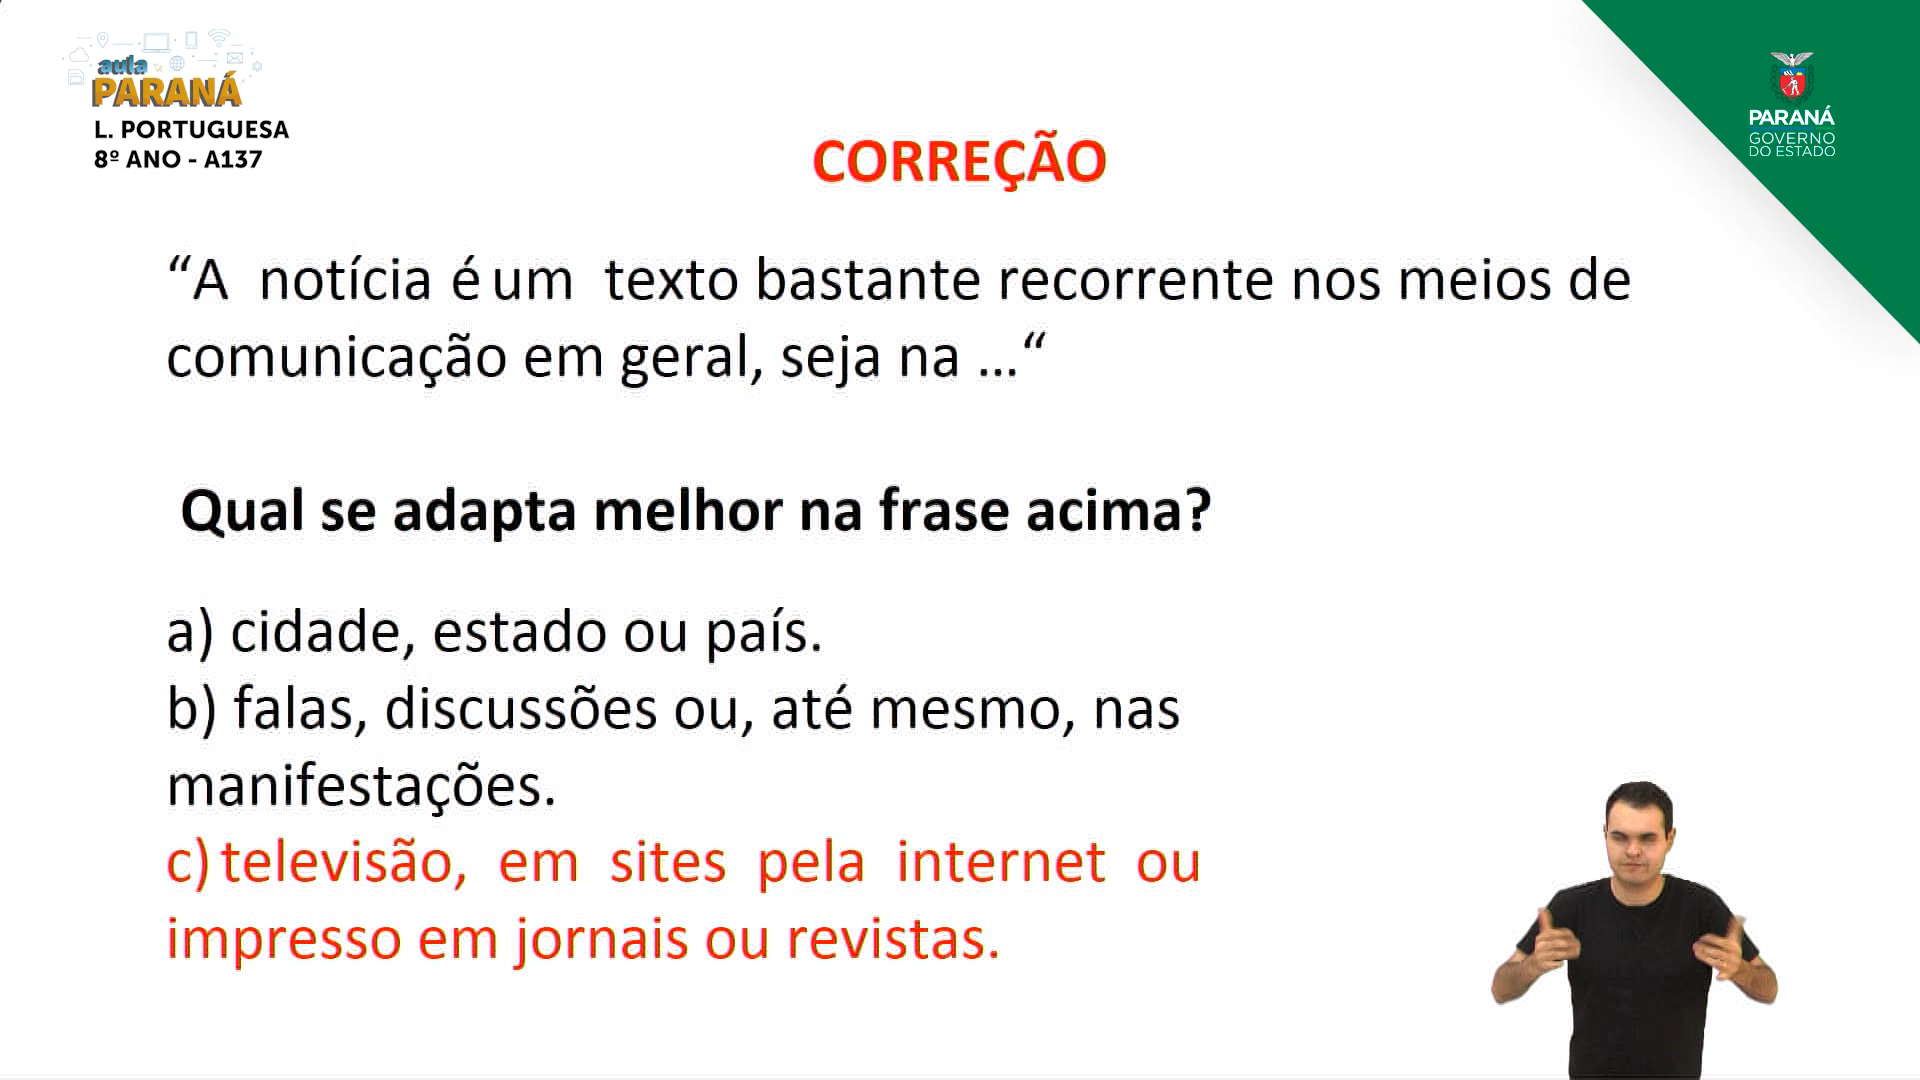 aula
PARANÁ
L. PORTUGUESA
8º ANO - A137
PARANÁ
GOVERNO
DO ESTADO
CORREÇÃO
“A notícia é um texto bastante recorrente nos meios de
comunicação em geral, seja na ...“
Qual se adapta melhor na frase acima?
a) cidade, estado ou país.
b) falas, discussões ou, até mesmo, nas
manifestações.
c) televisão, em sites pela internet ou
impresso em jornais ou revistas.